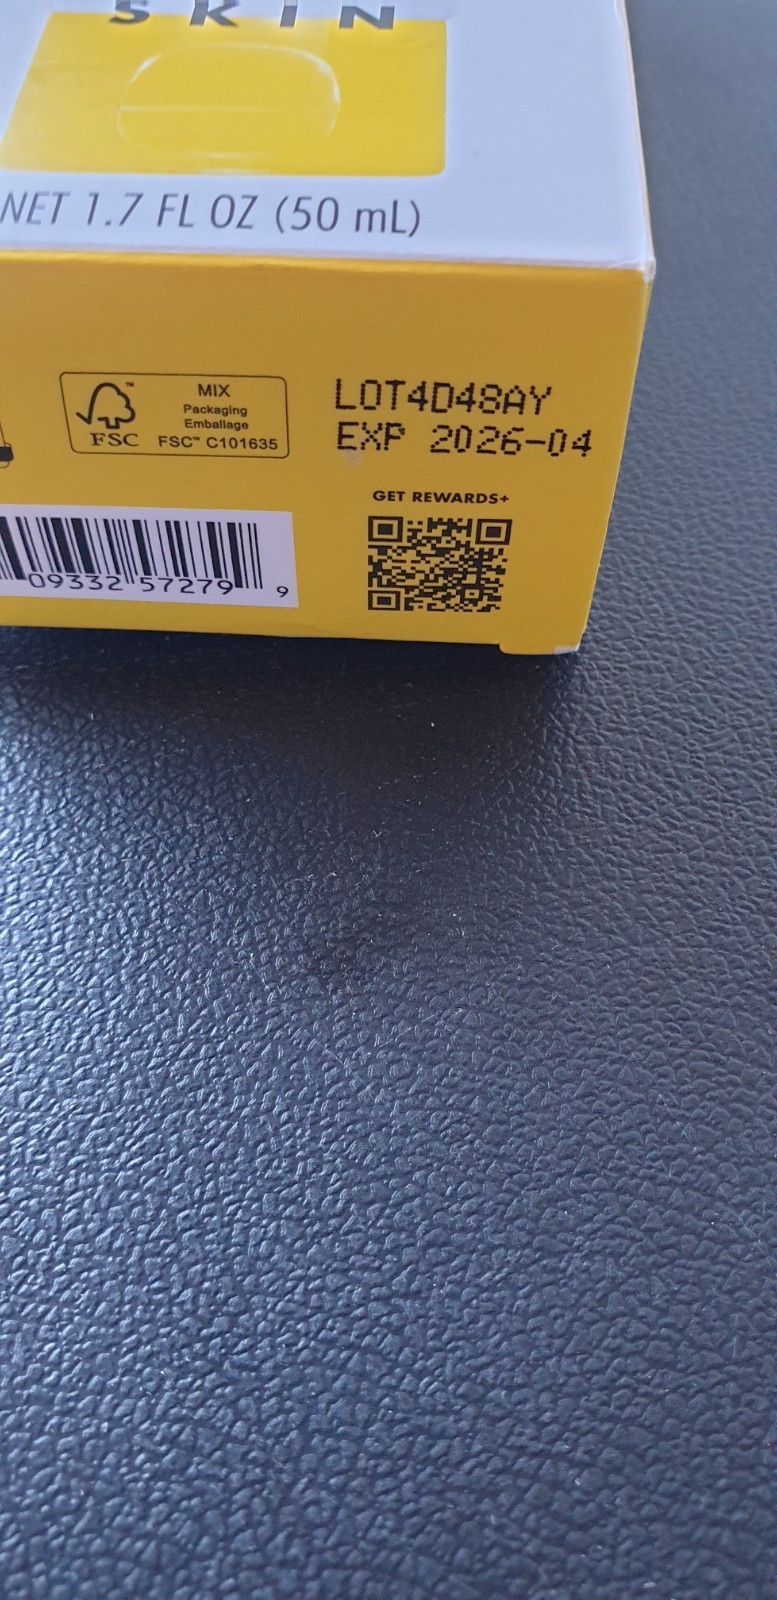 SKIN
NET 1.7 FL OZ (50 mL)
MIX
Packaging
Emballage
FSC™ C101635
FSC
LOT4D48AY
EXP 2026-04
GET REWARDS+
09332 57279 9